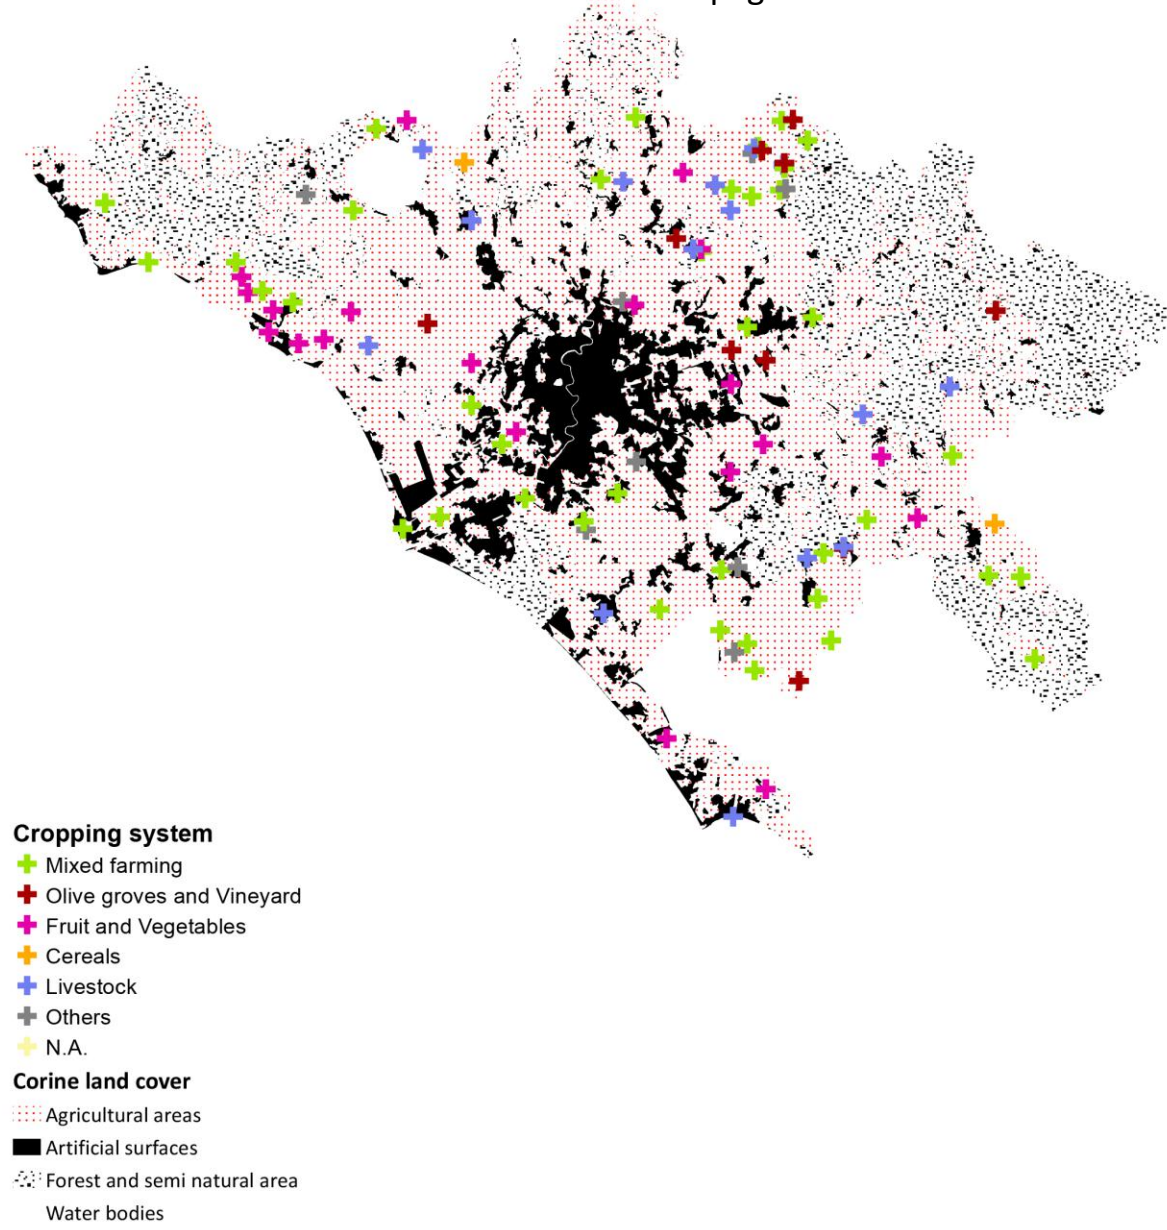 Cropping system
Mixed farming
Olive groves and Vineyard
Fruit and Vegetables
Cereals
Livestock
Others
N.A.
Corine land cover
Agricultural areas
Artificial surfaces
Forest and semi natural area
Water bodies